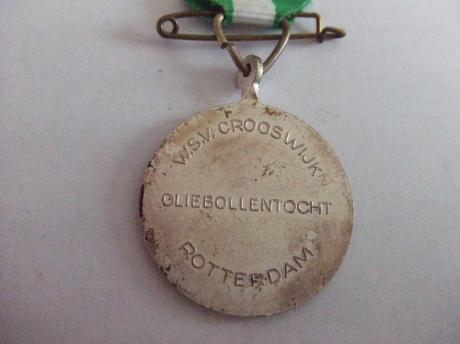 W.S.V. CROOSWIJK'N
OLIEBOLLENTOCHT
ROTTERDAM